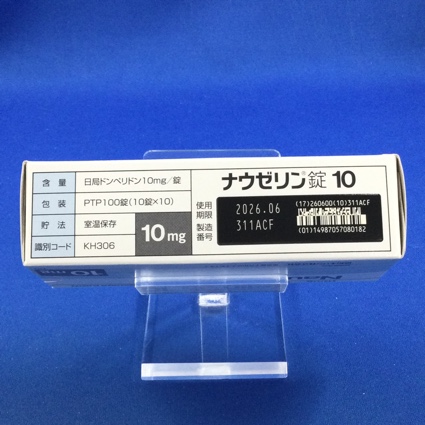 含量 日局ドンペリドン10mg/錠
包装 PTP100錠(10錠×10)
貯法 室温保存
識別コード KH306
10mg
ナウゼリン®錠 10
使用期限 2026.06
製造番号 311ACF
(17)260600(10)311ACF
(01)14987057080182
10mg